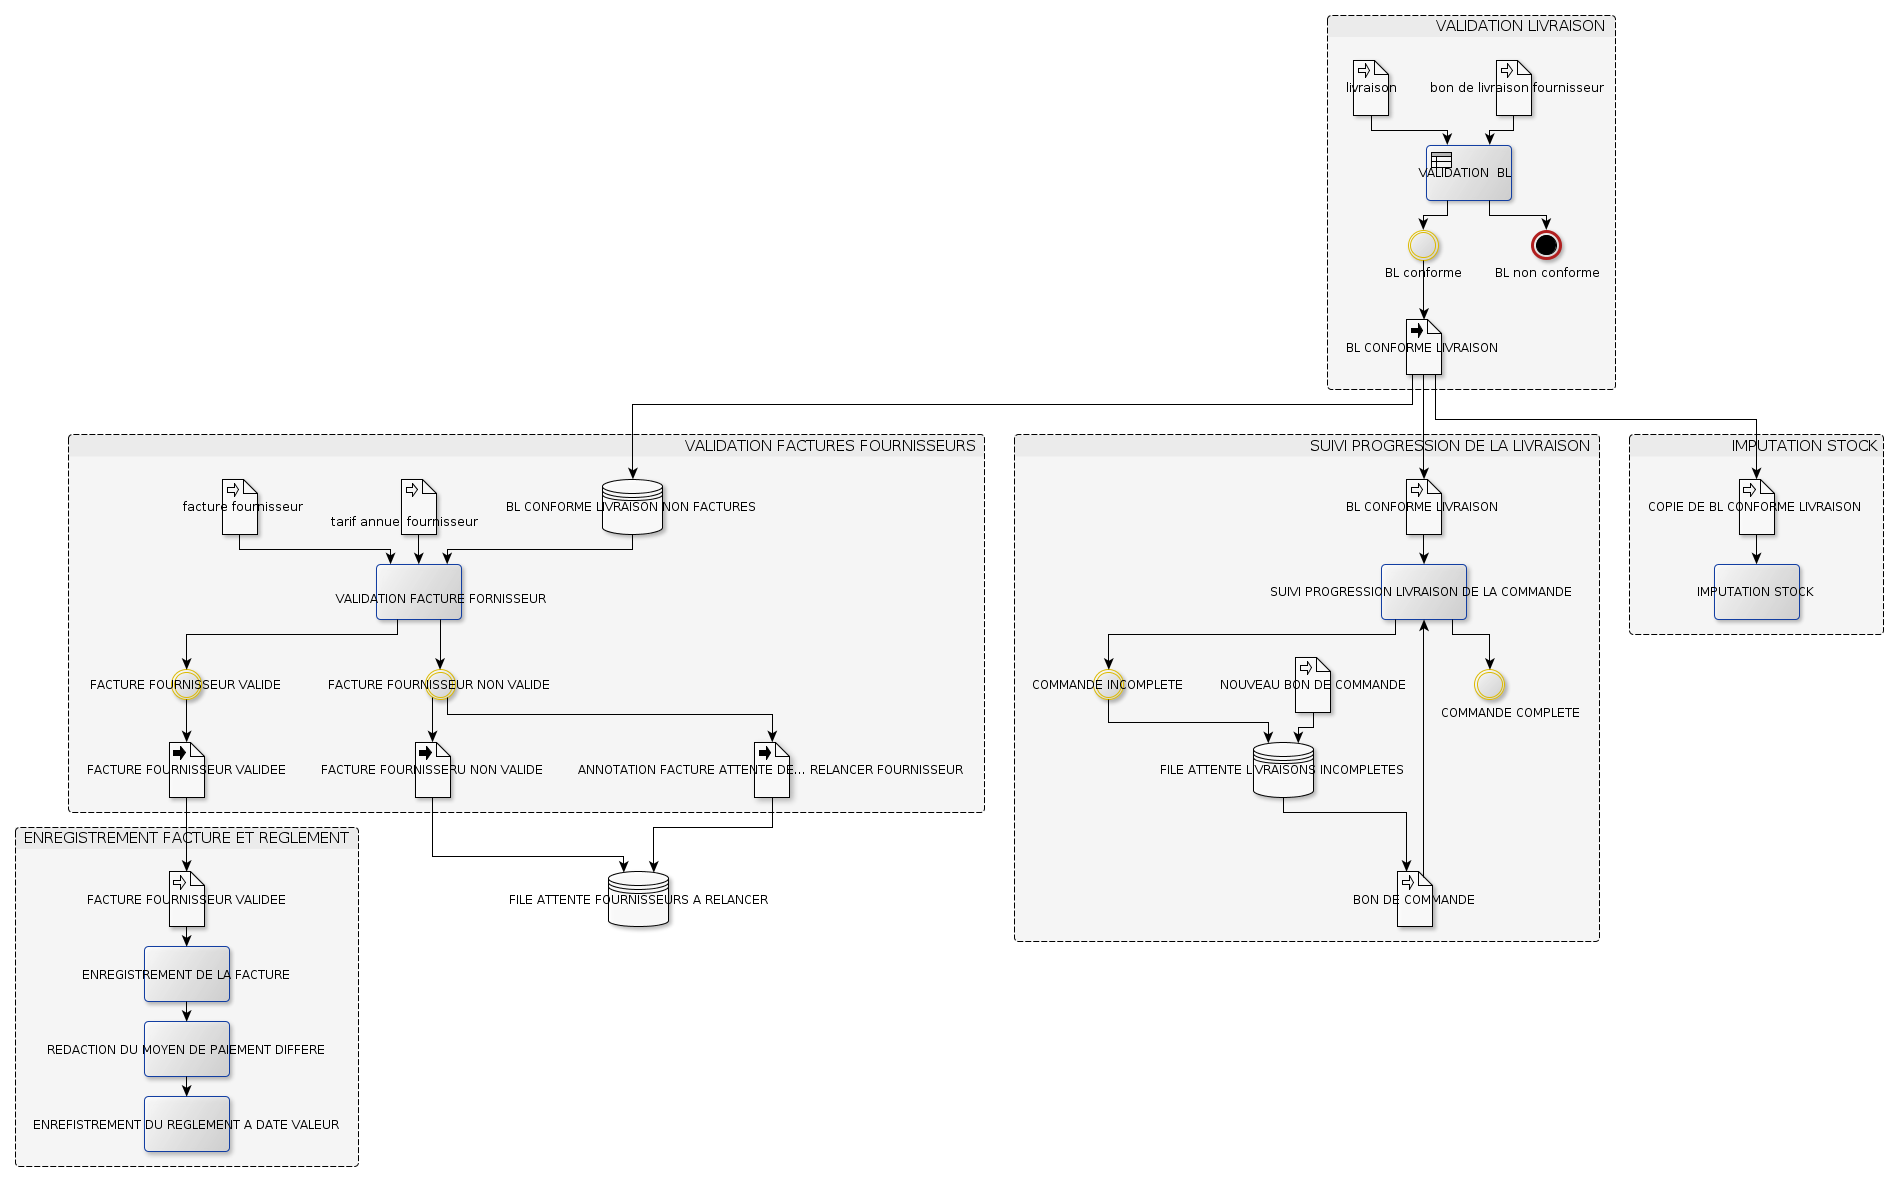 VALIDATION LIVRAISON
livraison
bon de livraison fournisseur
VALIDATION  BL
BL conforme
BL non conforme
BL CONFORME LIVRAISON
VALIDATION FACTURES FOURNISSEURS
SUIVI PROGRESSION DE LA LIVRAISON
IMPUTATION STOCK
facture fournisseur
tarif annuel fournisseur
BL CONFORME LIVRAISON NON FACTURES
BL CONFORME LIVRAISON
COPIE DE BL CONFORME LIVRAISON
VALIDATION FACTURE FORNISSEUR
SUIVI PROGRESSION LIVRAISON DE LA COMMANDE
IMPUTATION STOCK
FACTURE FOURNISSEUR VALIDE
FACTURE FOURNISSEUR NON VALIDE
COMMANDE INCOMPLETE
NOUVEAU BON DE COMMANDE
COMMANDE COMPLETE
FACTURE FOURNISSEUR VALIDEE
FACTURE FOURNISSERU NON VALIDE
ANNOTATION FACTURE ATTENTE DE... RELANCER FOURNISSEUR
FILE ATTENTE LIVRAISONS INCOMPLETES
ENREGISTREMENT FACTURE ET REGLEMENT
FACTURE FOURNISSEUR VALIDEE
FILE ATTENTE FOURNISSEURS A RELANCER
BON DE COMMANDE
ENREGISTREMENT DE LA FACTURE
REDACTION DU MOYEN DE PAIEMENT DIFFERE
ENREFISTREMENT DU REGLEMENT A DATE VALEUR